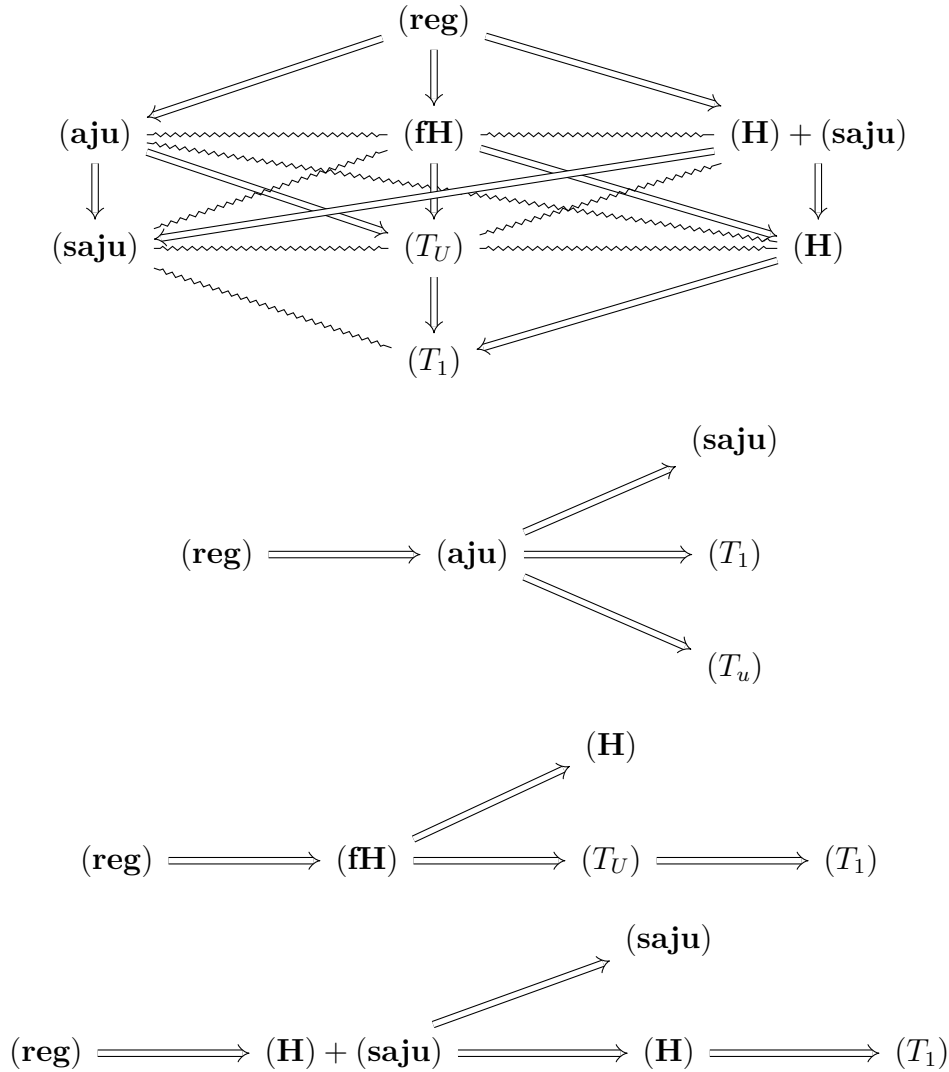 (reg)
(aju) (fH) (H) + (saju)
(saju) (T_U) (H)
(T_1)
(saju)
(reg) (aju) (T_1)
(T_u)
(H)
(reg) (fH) (T_U) (T_1)
(saju)
(reg) (H) + (saju) (H) (T_1)